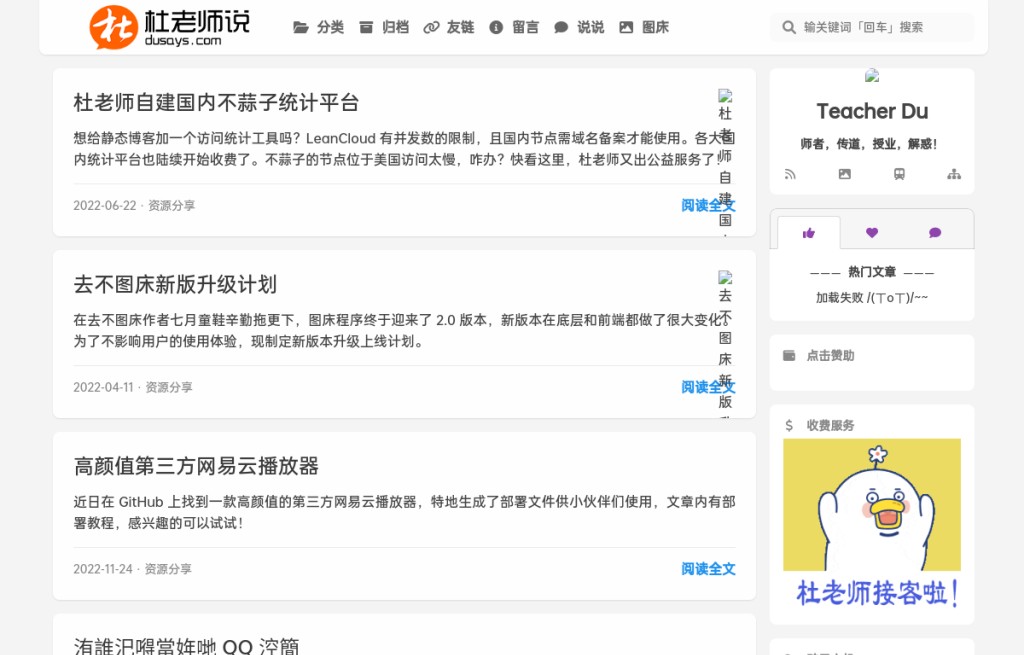 杜老师说
dusays.com
分类 归档 友链 留言 说说 图床
输关键词「回车」搜索
杜老师自建国内不蒜子统计平台
想给静态博客加一个访问统计工具吗？LeanCloud 有并发数的限制，且国内节点需域名备案才能使用。各大国
内统计平台也陆续开始收费了。不蒜子的节点位于美国访问太慢，咋办？快看这里，杜老师又出公益服务了！
杜老师自建国
2022-06-22 · 资源分享
阅读全文
去不图床新版升级计划
在去不图床作者七月童鞋辛勤拖更下，图床程序终于迎来了 2.0 版本，新版本在底层和前端都做了很大变化。
为了不影响用户的使用体验，现制定新版本升级上线计划。
去不图床新版
2022-04-11 · 资源分享
阅读全文
高颜值第三方网易云播放器
近日在 GitHub 上找到一款高颜值的第三方网易云播放器，特地生成了部署文件供小伙伴们使用，文章内有部
署教程，感兴趣的可以试试！
2022-11-24 · 资源分享
阅读全文
QQ
Teacher Du
师者，传道，授业，解惑！
——— 热门文章 ———
加载失败 /(ㄒoㄒ)/~~
点击赞助
收费服务
杜老师接客啦！